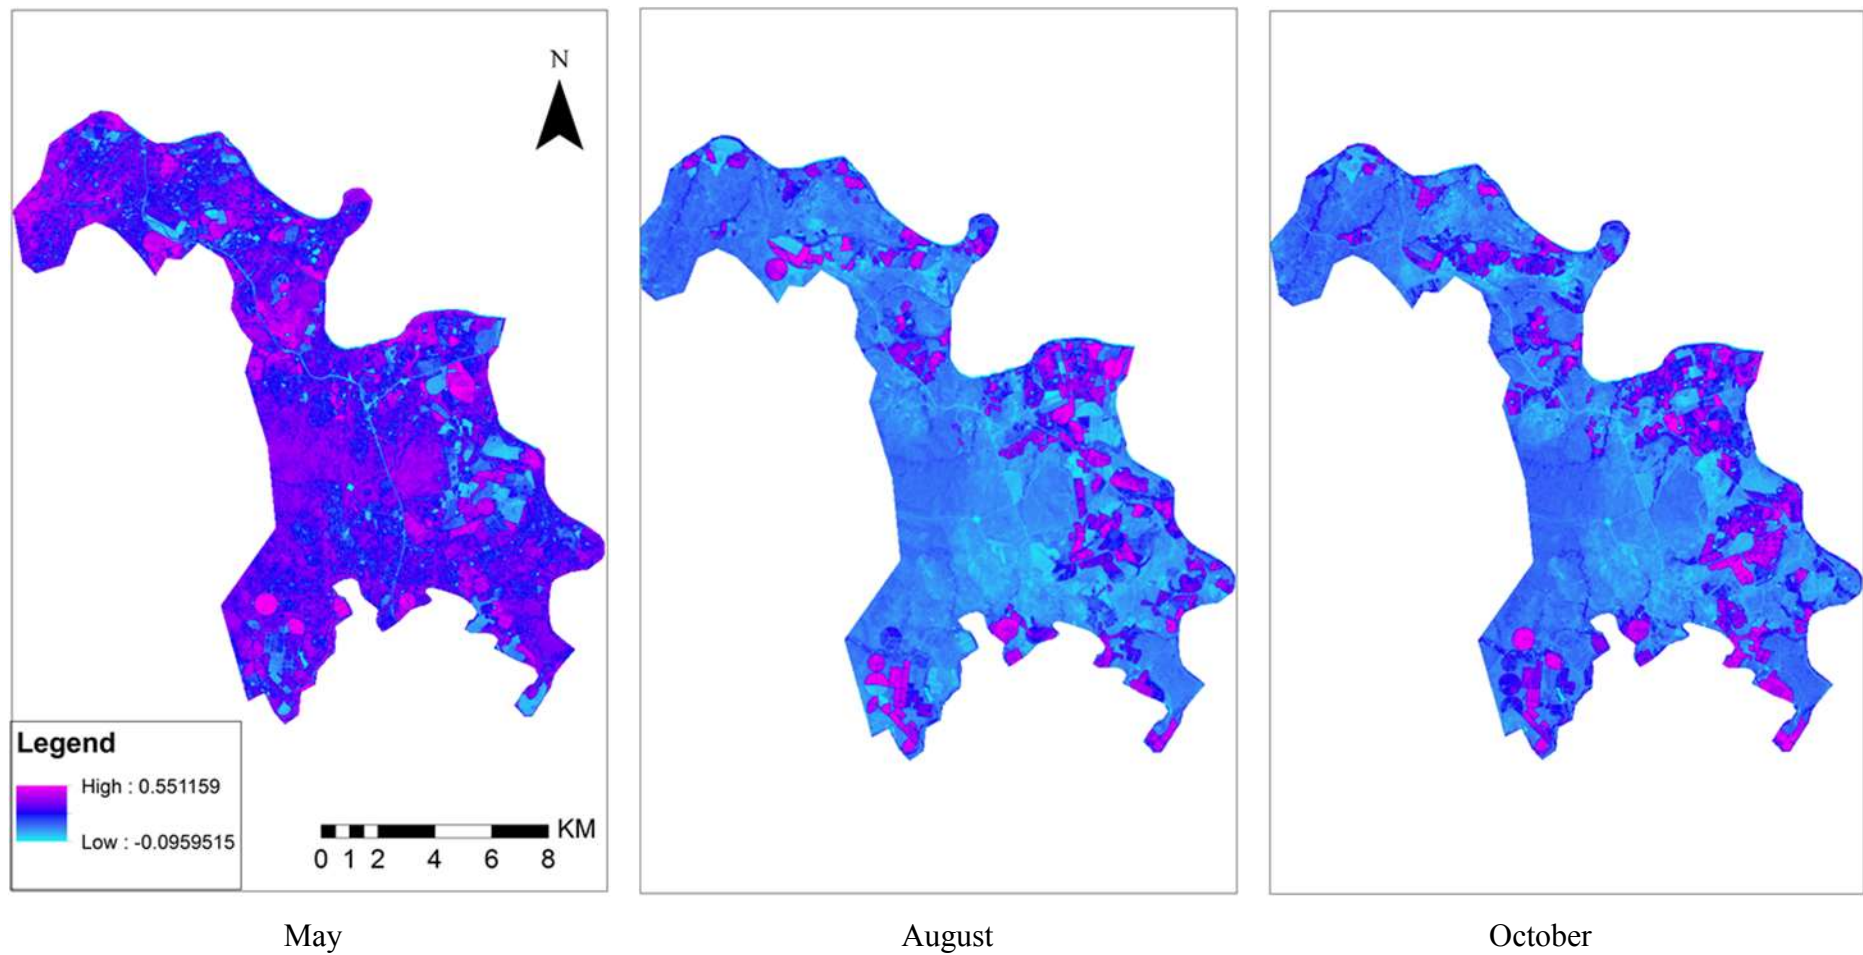 N
Legend
High : 0.551159
Low : -0.0959515
KM
0 1 2 4 6 8
May
August
October